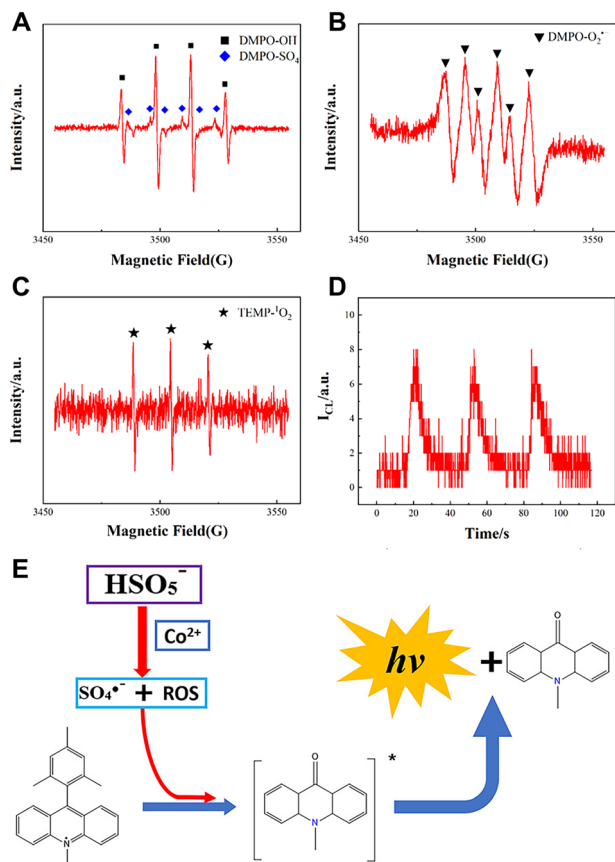 A
■ DMPO-OH
◆ DMPO-SO₄
Intensity/a.u.
3450 3500 3550
Magnetic Field(G)
B
▼ DMPO-O₂•⁻
Intensity/a.u.
3450 3500 3550
Magnetic Field(G)
C
★ TEMP-¹O₂
Intensity/a.u.
3450 3500 3550
Magnetic Field(G)
D
I_CL/a.u.
10
8
6
4
2
0
0 20 40 60 80 100 120
Time/s
E
HSO₅⁻
Co²⁺
SO₄•⁻ + ROS
hν +
O
N
N
O
N
*